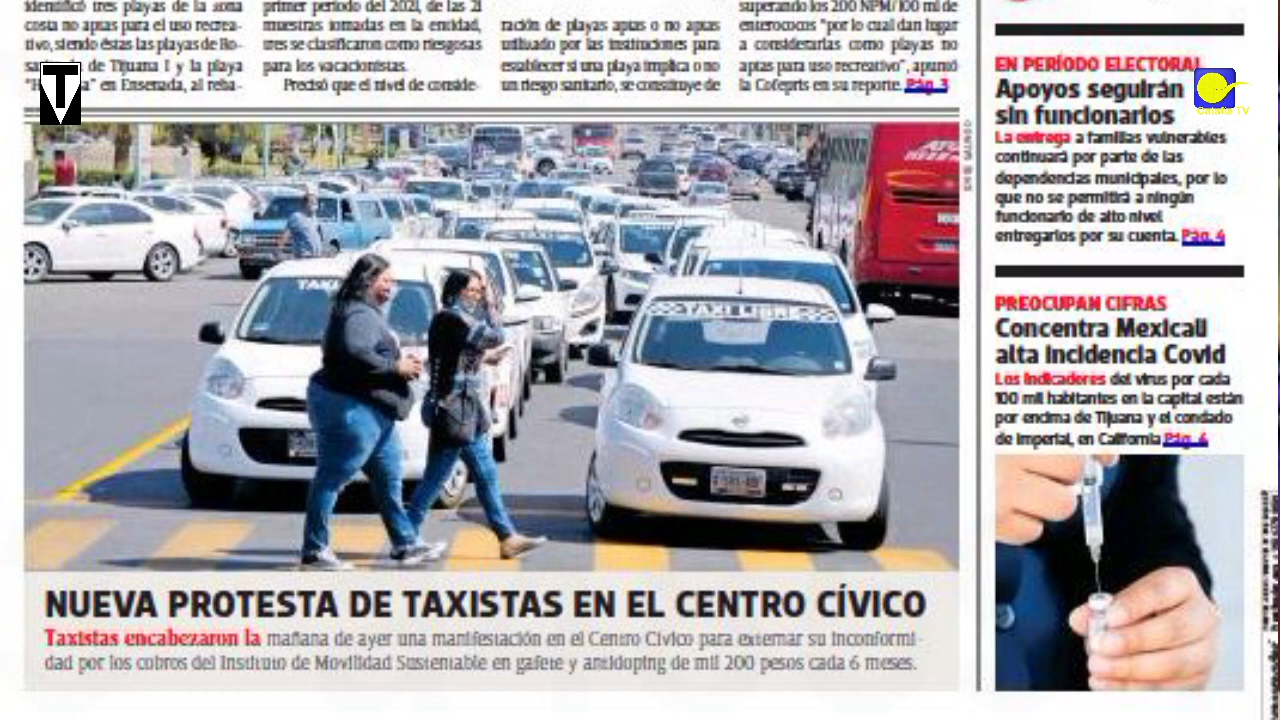 identificó tres playas de la zona
costa no aptas para el uso recrea-
tivo, siendo éstas las playas de Ro-
de Tijuana I y la playa
en Ensenada, al reba-
primer período del 2021, de las 21
muestras tomadas en la entidad,
tres se clasificaron como riesgosas
para los vacacionistas.
Precisó que el nivel de conside-
ración de playas aptas o no aptas
utilizado por las instituciones para
establecer si una playa implica o no
un riesgo sanitario, se constituye de
superando los 200 NPM/100 ml de
enterococos "por lo cual dan lugar
a considerarlas como playas no
aptas para uso recreativo", apuntó
la Cofepris en su reporte. Pág. 3
TV
TAXI
TAXI LIBRE
NUEVA PROTESTA DE TAXISTAS EN EL CENTRO CÍVICO
Taxistas encabezaron la mañana de ayer una manifestación en el Centro Cívico para externar su inconformi-
dad por los cobros del Instituto de Movilidad Sustentable en gafete y antidoping de mil 200 pesos cada 6 meses.
EN PERÍODO ELECTORAL
Apoyos seguirán
sin funcionarios
La entrega a familias vulnerables
continuará por parte de las
dependencias municipales, por lo
que no se permitirá a ningún
funcionario de alto nivel
entregarlos por su cuenta. Pág. 4
PREOCUPAN CIFRAS
Concentra Mexicali
alta incidencia Covid
Los indicadores del virus por cada
100 mil habitantes en la capital están
por encima de Tijuana y el condado
de Imperial, en California Pág. 4